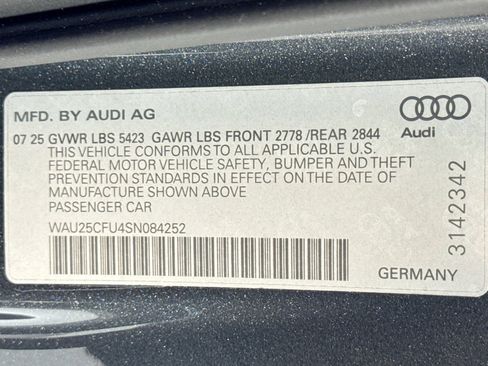 MFD. BY AUDI AG
07 25 GVWR LBS 5423 GAWR LBS FRONT 2778 /REAR 2844
THIS VEHICLE CONFORMS TO ALL APPLICABLE U.S.
FEDERAL MOTOR VEHICLE SAFETY, BUMPER AND THEFT
PREVENTION STANDARDS IN EFFECT ON THE DATE OF
MANUFACTURE SHOWN ABOVE
PASSENGER CAR
WAU25CFU4SN084252
Audi
3142342
GERMANY